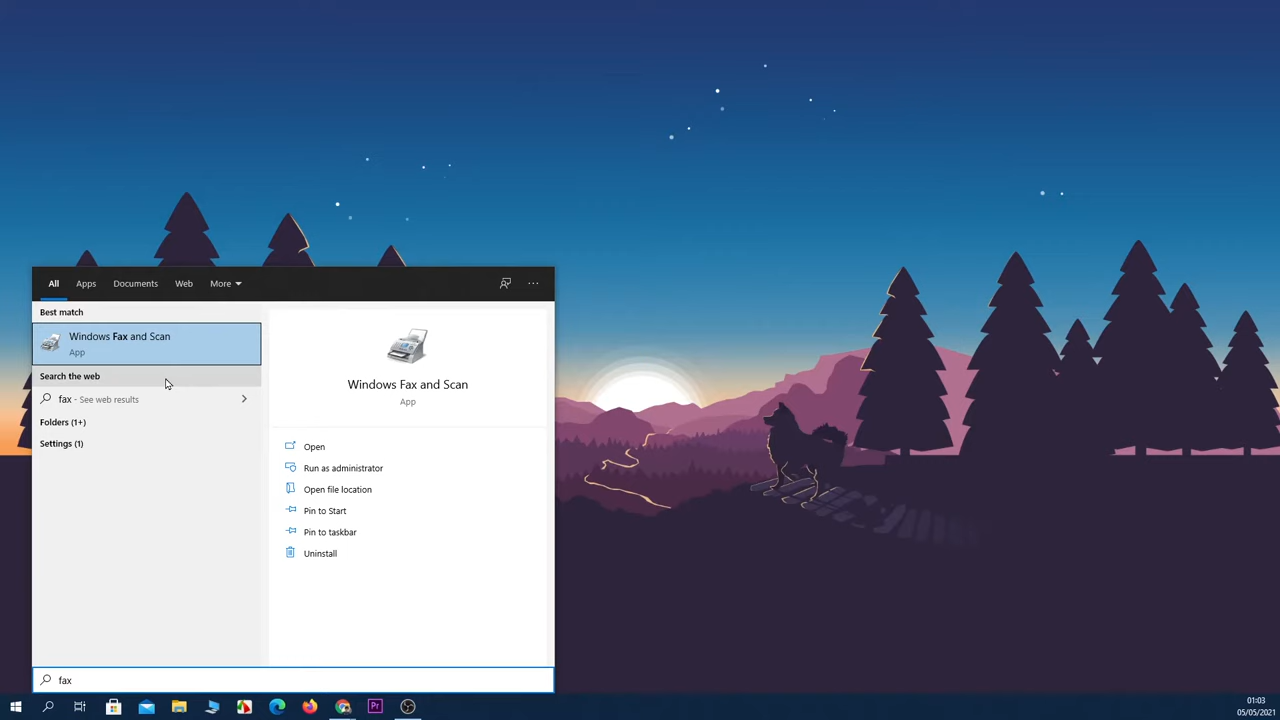 All Apps Documents Web More
Best match
Windows Fax and Scan
App
Search the web
fax - See web results
Folders (1+)
Settings (1)
Windows Fax and Scan
App
Open
Run as administrator
Open file location
Pin to Start
Pin to taskbar
Uninstall
fax
Pr
01:03
05/05/2021